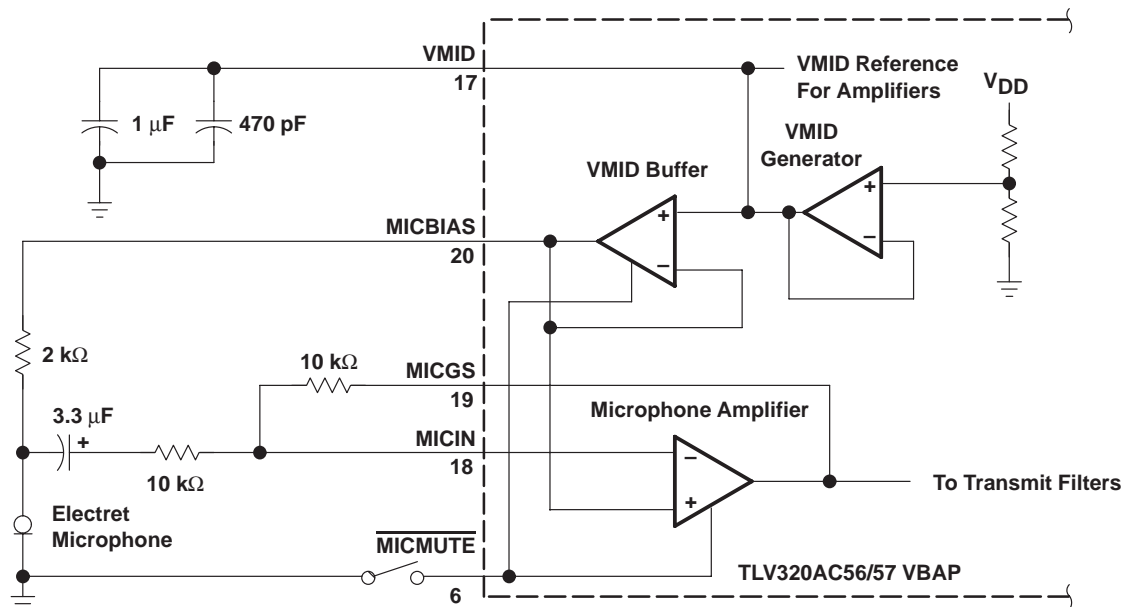 VMID
17
VMID Reference
For Amplifiers
VDD
1 μF
470 pF
VMID
Generator
+
−
VMID Buffer
+
−
MICBIAS
20
2 kΩ
10 kΩ
MICGS
19
Microphone Amplifier
3.3 μF
+
MICIN
18
−
+
10 kΩ
To Transmit Filters
Electret
Microphone
MICMUTE
6
TLV320AC56/57 VBAP